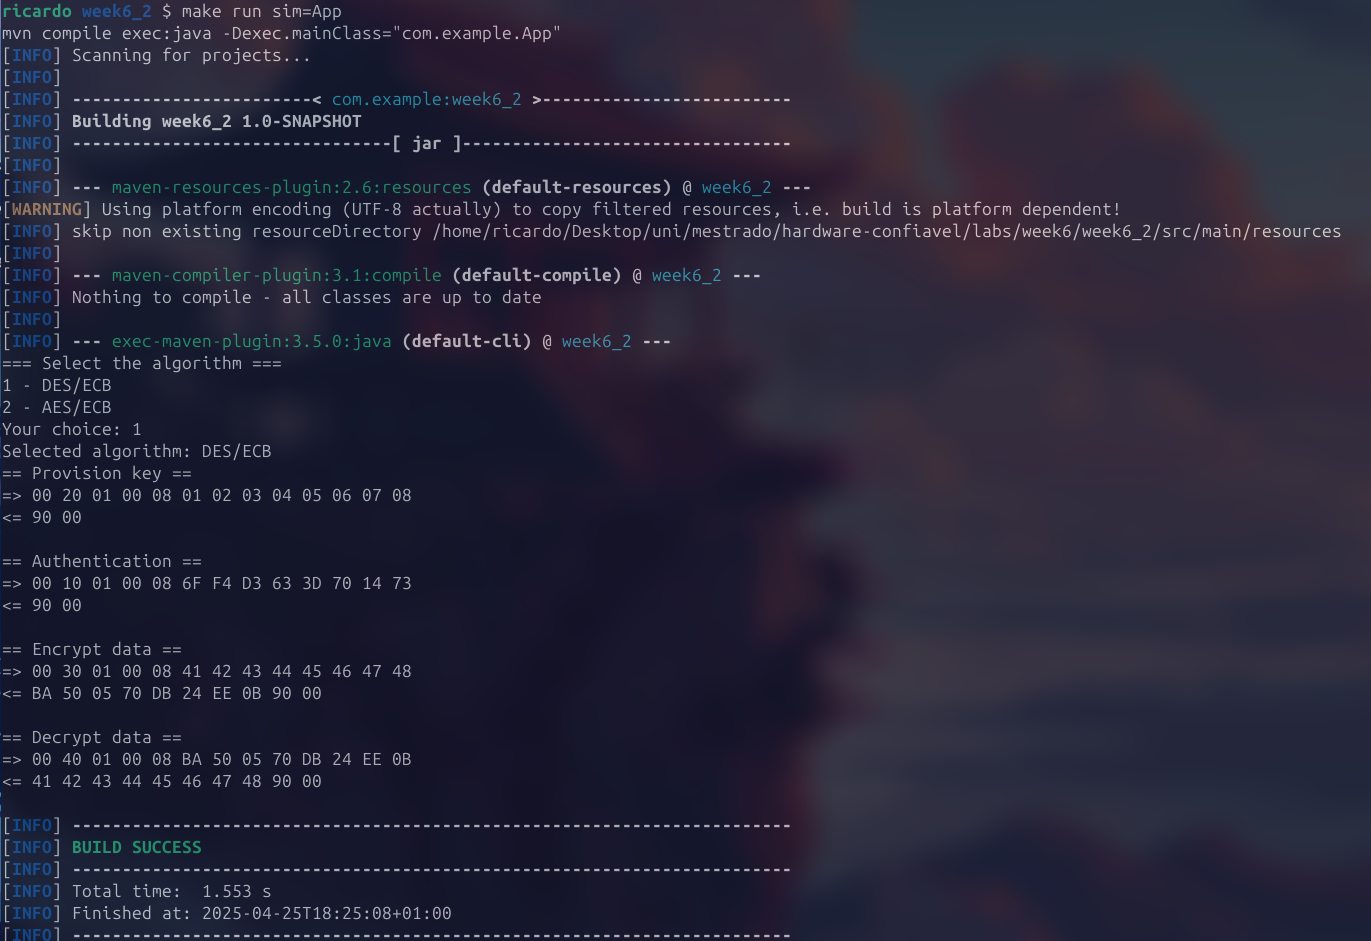 ricardo week6_2 $ make run sim=App
mvn compile exec:java -Dexec.mainClass="com.example.App"
[INFO] Scanning for projects...
[INFO]
[INFO] ------------------------< com.example:week6_2 >-------------------------
[INFO] Building week6_2 1.0-SNAPSHOT
[INFO] --------------------------------[ jar ]---------------------------------
[INFO]
[INFO] --- maven-resources-plugin:2.6:resources (default-resources) @ week6_2 ---
[WARNING] Using platform encoding (UTF-8 actually) to copy filtered resources, i.e. build is platform dependent!
[INFO] skip non existing resourceDirectory /home/ricardo/Desktop/uni/mestrado/hardware-confiavel/labs/week6/week6_2/src/main/resources
[INFO]
[INFO] --- maven-compiler-plugin:3.1:compile (default-compile) @ week6_2 ---
[INFO] Nothing to compile - all classes are up to date
[INFO]
[INFO] --- exec-maven-plugin:3.5.0:java (default-cli) @ week6_2 ---
=== Select the algorithm ===
1 - DES/ECB
2 - AES/ECB
Your choice: 1
Selected algorithm: DES/ECB
== Provision key ==
=> 00 20 01 00 08 01 02 03 04 05 06 07 08
<= 90 00

== Authentication ==
=> 00 10 01 00 08 6F F4 D3 63 3D 70 14 73
<= 90 00

== Encrypt data ==
=> 00 30 01 00 08 41 42 43 44 45 46 47 48
<= BA 50 05 70 DB 24 EE 0B 90 00

== Decrypt data ==
=> 00 40 01 00 08 BA 50 05 70 DB 24 EE 0B
<= 41 42 43 44 45 46 47 48 90 00

[INFO] ------------------------------------------------------------------------
[INFO] BUILD SUCCESS
[INFO] ------------------------------------------------------------------------
[INFO] Total time:  1.553 s
[INFO] Finished at: 2025-04-25T18:25:08+01:00
[INFO] ------------------------------------------------------------------------